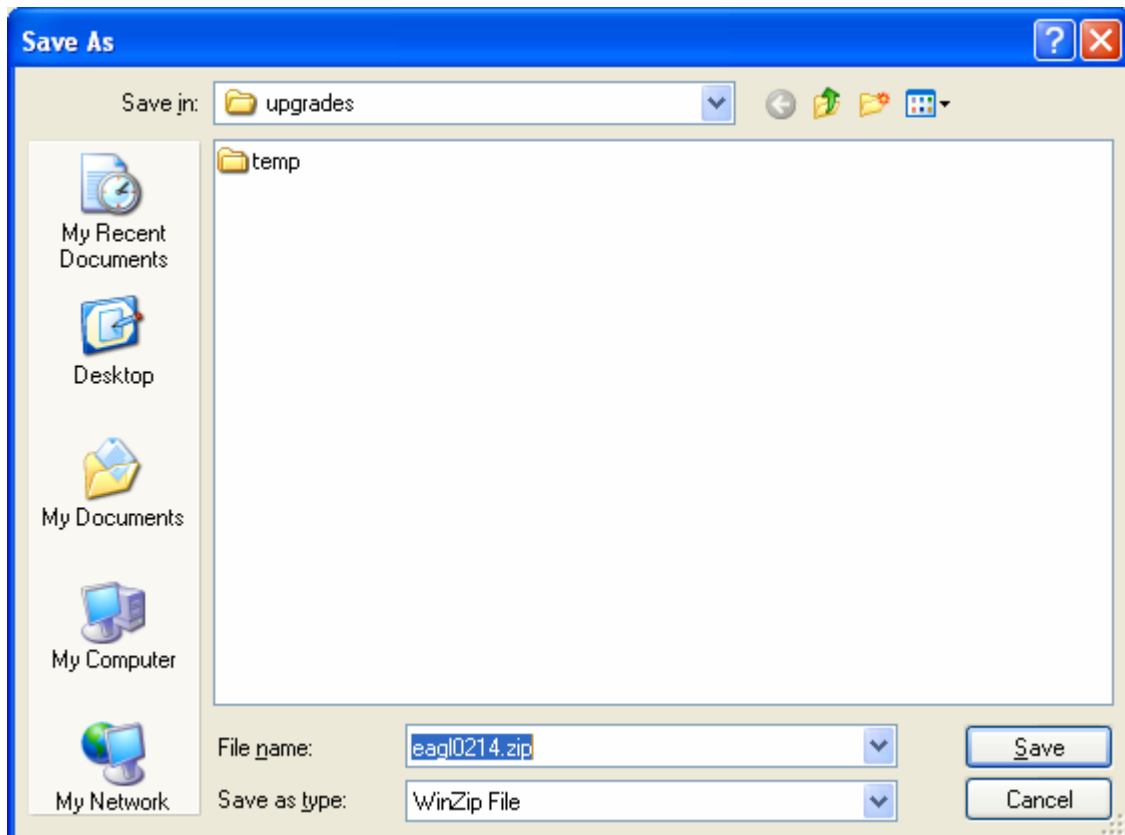 Save As
Save in:
upgrades
temp
My Recent
Documents
Desktop
My Documents
My Computer
My Network
File name:
eagl0214.zip
Save
Save as type:
WinZip File
Cancel